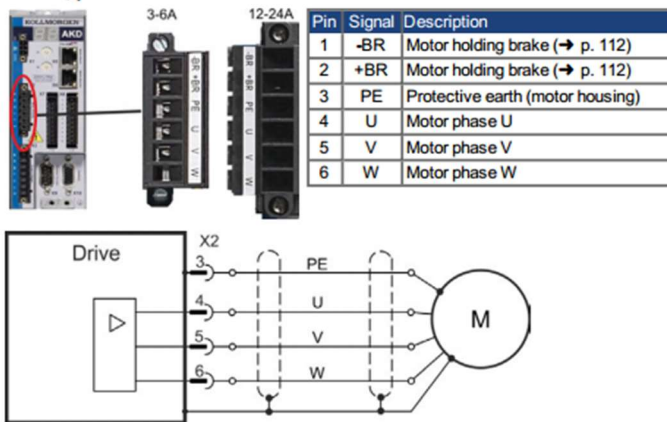 3-6A
12-24A
KOLLMORGEN
AKD
-BR
+BR
PE
U
V
W
-BR
+BR
PE
U
V
W
Pin Signal Description
1 -BR Motor holding brake (➜ p. 112)
2 +BR Motor holding brake (➜ p. 112)
3 PE Protective earth (motor housing)
4 U Motor phase U
5 V Motor phase V
6 W Motor phase W
Drive
X2
3 PE
4 U
5 V
6 W
M